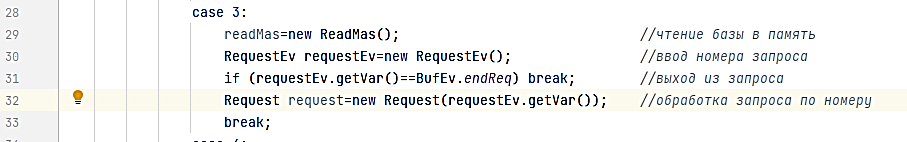 28 case 3:
29 readMas=new ReadMas(); //чтение базы в память
30 RequestEv requestEv=new RequestEv(); //ввод номера запроса
31 if (requestEv.getVar()==BufEv.endReq) break; //выход из запроса
32 Request request=new Request(requestEv.getVar()); //обработка запроса по номеру
33 break;